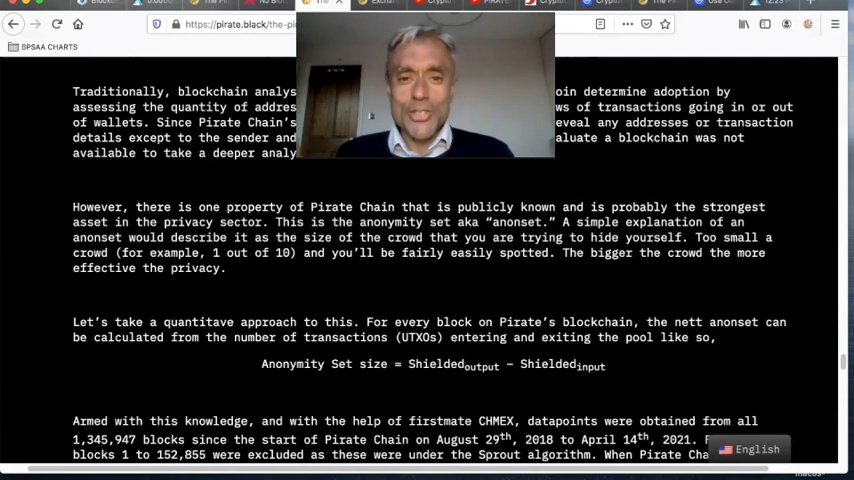 https://pirate.black/the-pi
BPSAA CHARTS
Traditionally, blockchain analys oin determine adoption by
assessing the quantity of addre ws of transactions going in or out
of wallets. Since Pirate Chain's eveal any addresses or transaction
details except to the sender and aluate a blockchain was not
available to take a deeper analy
However, there is one property of Pirate Chain that is publicly known and is probably the strongest
asset in the privacy sector. This is the anonymity set aka “anonset.” A simple explanation of an
anonset would describe it as the size of the crowd that you are trying to hide yourself. Too small a
crowd (for example, 1 out of 10) and you’ll be fairly easily spotted. The bigger the crowd the more
effective the privacy.
Let’s take a quantitave approach to this. For every block on Pirate’s blockchain, the nett anonset can
be calculated from the number of transactions (UTXOs) entering and exiting the pool like so,
Anonymity Set size = Shielded output – Shielded input
Armed with this knowledge, and with the help of firstmate CHMEX, datapoints were obtained from all
1,345,947 blocks since the start of Pirate Chain on August 29th, 2018 to April 14th, 2021.
blocks 1 to 152,855 were excluded as these were under the Sprout algorithm. When Pirate Cha
English